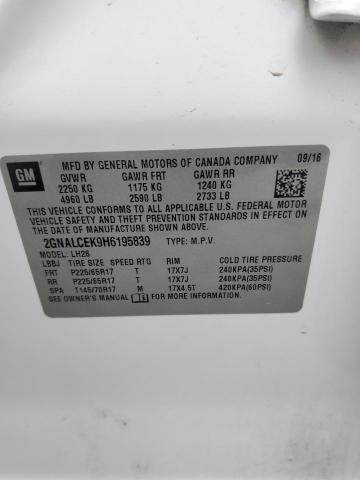 GM
MFD BY GENERAL MOTORS OF CANADA COMPANY 09/16
GVWR GAWR FRT GAWR RR
2250 KG 1175 KG 1240 KG
4960 LB 2590 LB 2733 LB
THIS VEHICLE CONFORMS TO ALL APPLICABLE U.S. FEDERAL MOTOR
VEHICLE SAFETY, BUMPER, AND THEFT PREVENTION STANDARDS IN
EFFECT ON THE DATE OF MANUFACTURE SHOWN ABOVE.
2GNALCEK9H6195839 TYPE: M.P.V.
MODEL: LH26
LBBJ TIRE SIZE SPEED RTG RIM COLD TIRE PRESSURE
FRT P225/65R17 T 17X7J 240KPA(35PSI)
RR P225/65R17 T 17X7J 240KPA(35PSI)
SPA T145/70R17 M 17X4.5T 420KPA(60PSI)
SEE OWNER'S MANUAL FOR MORE INFORMATION.